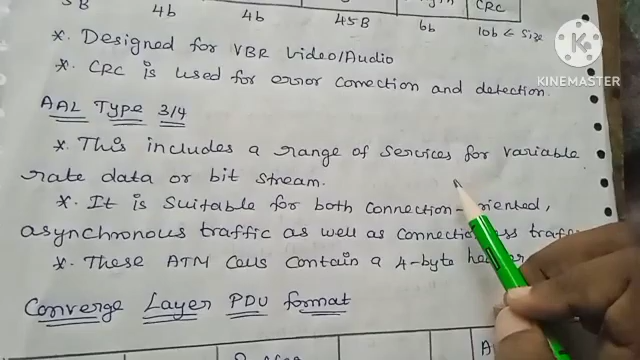 5B 4b 4b 45B 6b 10b ← Size
CRC
* Designed for VBR Video/Audio
* CRC is used for error correction and detection.
AAL Type 3/4
* This includes a range of services for variable
rate data or bit stream.
* It is suitable for both connection-oriented,
asynchronous traffic as well as
* These ATM Cells contain a 4-byte
Converge Layer PDU format
KINEMASTER